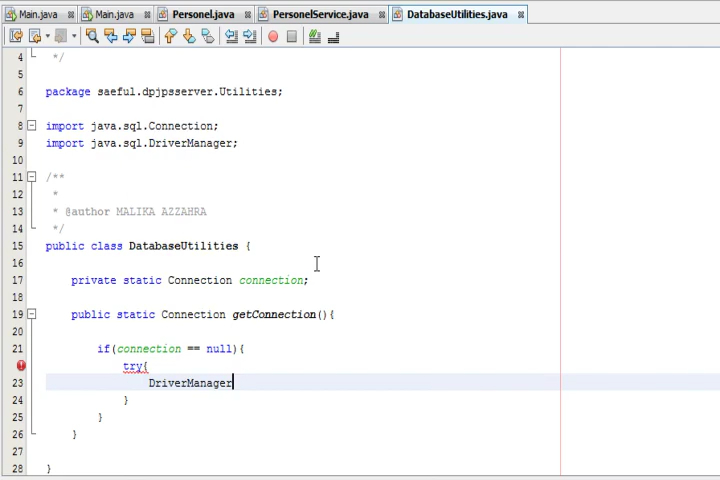 Main.java Main.java Personel.java PersonelService.java DatabaseUtilities.java
4 */
5
6 package saeful.dpjpsserver.Utilities;
7
8 import java.sql.Connection;
9 import java.sql.DriverManager;
10
11 /**
12 *
13 * @author MALIKA AZZAHRA
14 */
15 public class DatabaseUtilities {
16
17 private static Connection connection;
18
19 public static Connection getConnection(){
20
21 if(connection == null){
try{
23 DriverManager
24 }
25 }
26 }
27
28 }